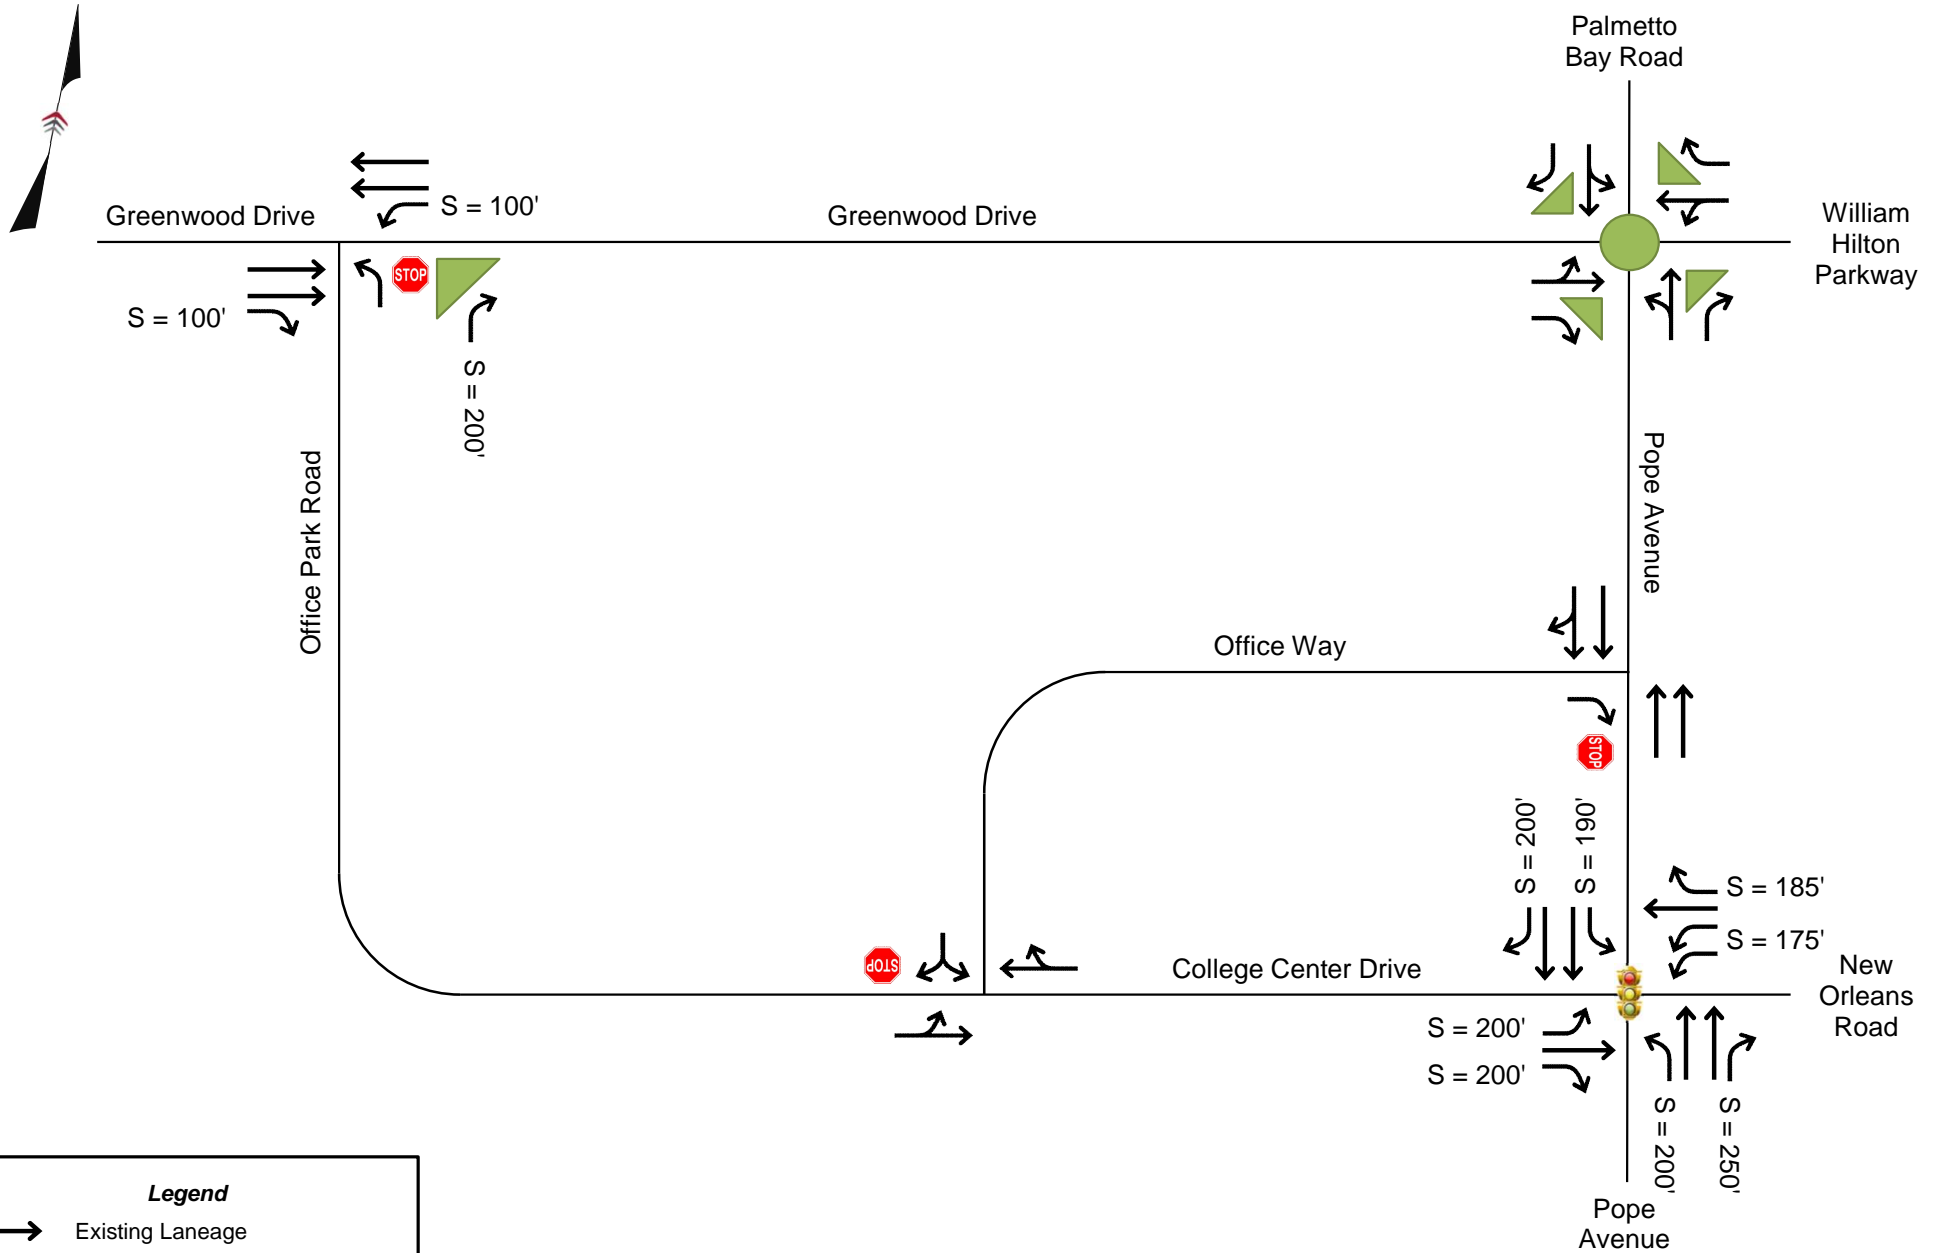 Palmetto
Bay Road
S = 100'
Greenwood Drive
Greenwood Drive
William
Hilton
Parkway
STOP
S = 100'
S = 200'
Office Park Road
Pope Avenue
Office Way
STOP
S = 200'
S = 190'
S = 185'
S = 175'
STOP
College Center Drive
New
Orleans
Road
S = 200'
S = 200'
S = 200'
S = 250'
Pope
Avenue
Legend
Existing Laneage